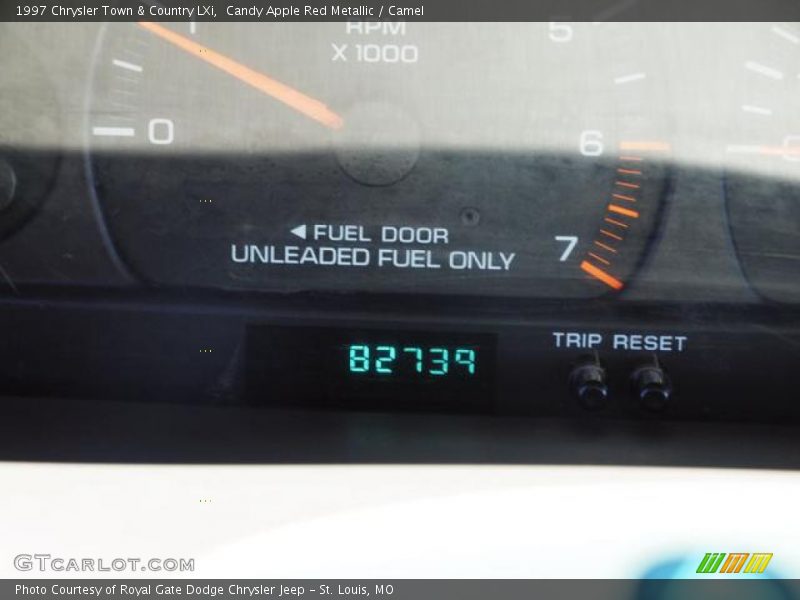 1997 Chrysler Town & Country LXi, Candy Apple Red Metallic / Camel
1
RPM
5
X 1000
0
6
◄ FUEL DOOR
UNLEADED FUEL ONLY
7
82739
TRIP RESET
GTCARLOT.COM
Photo Courtesy of Royal Gate Dodge Chrysler Jeep - St. Louis, MO